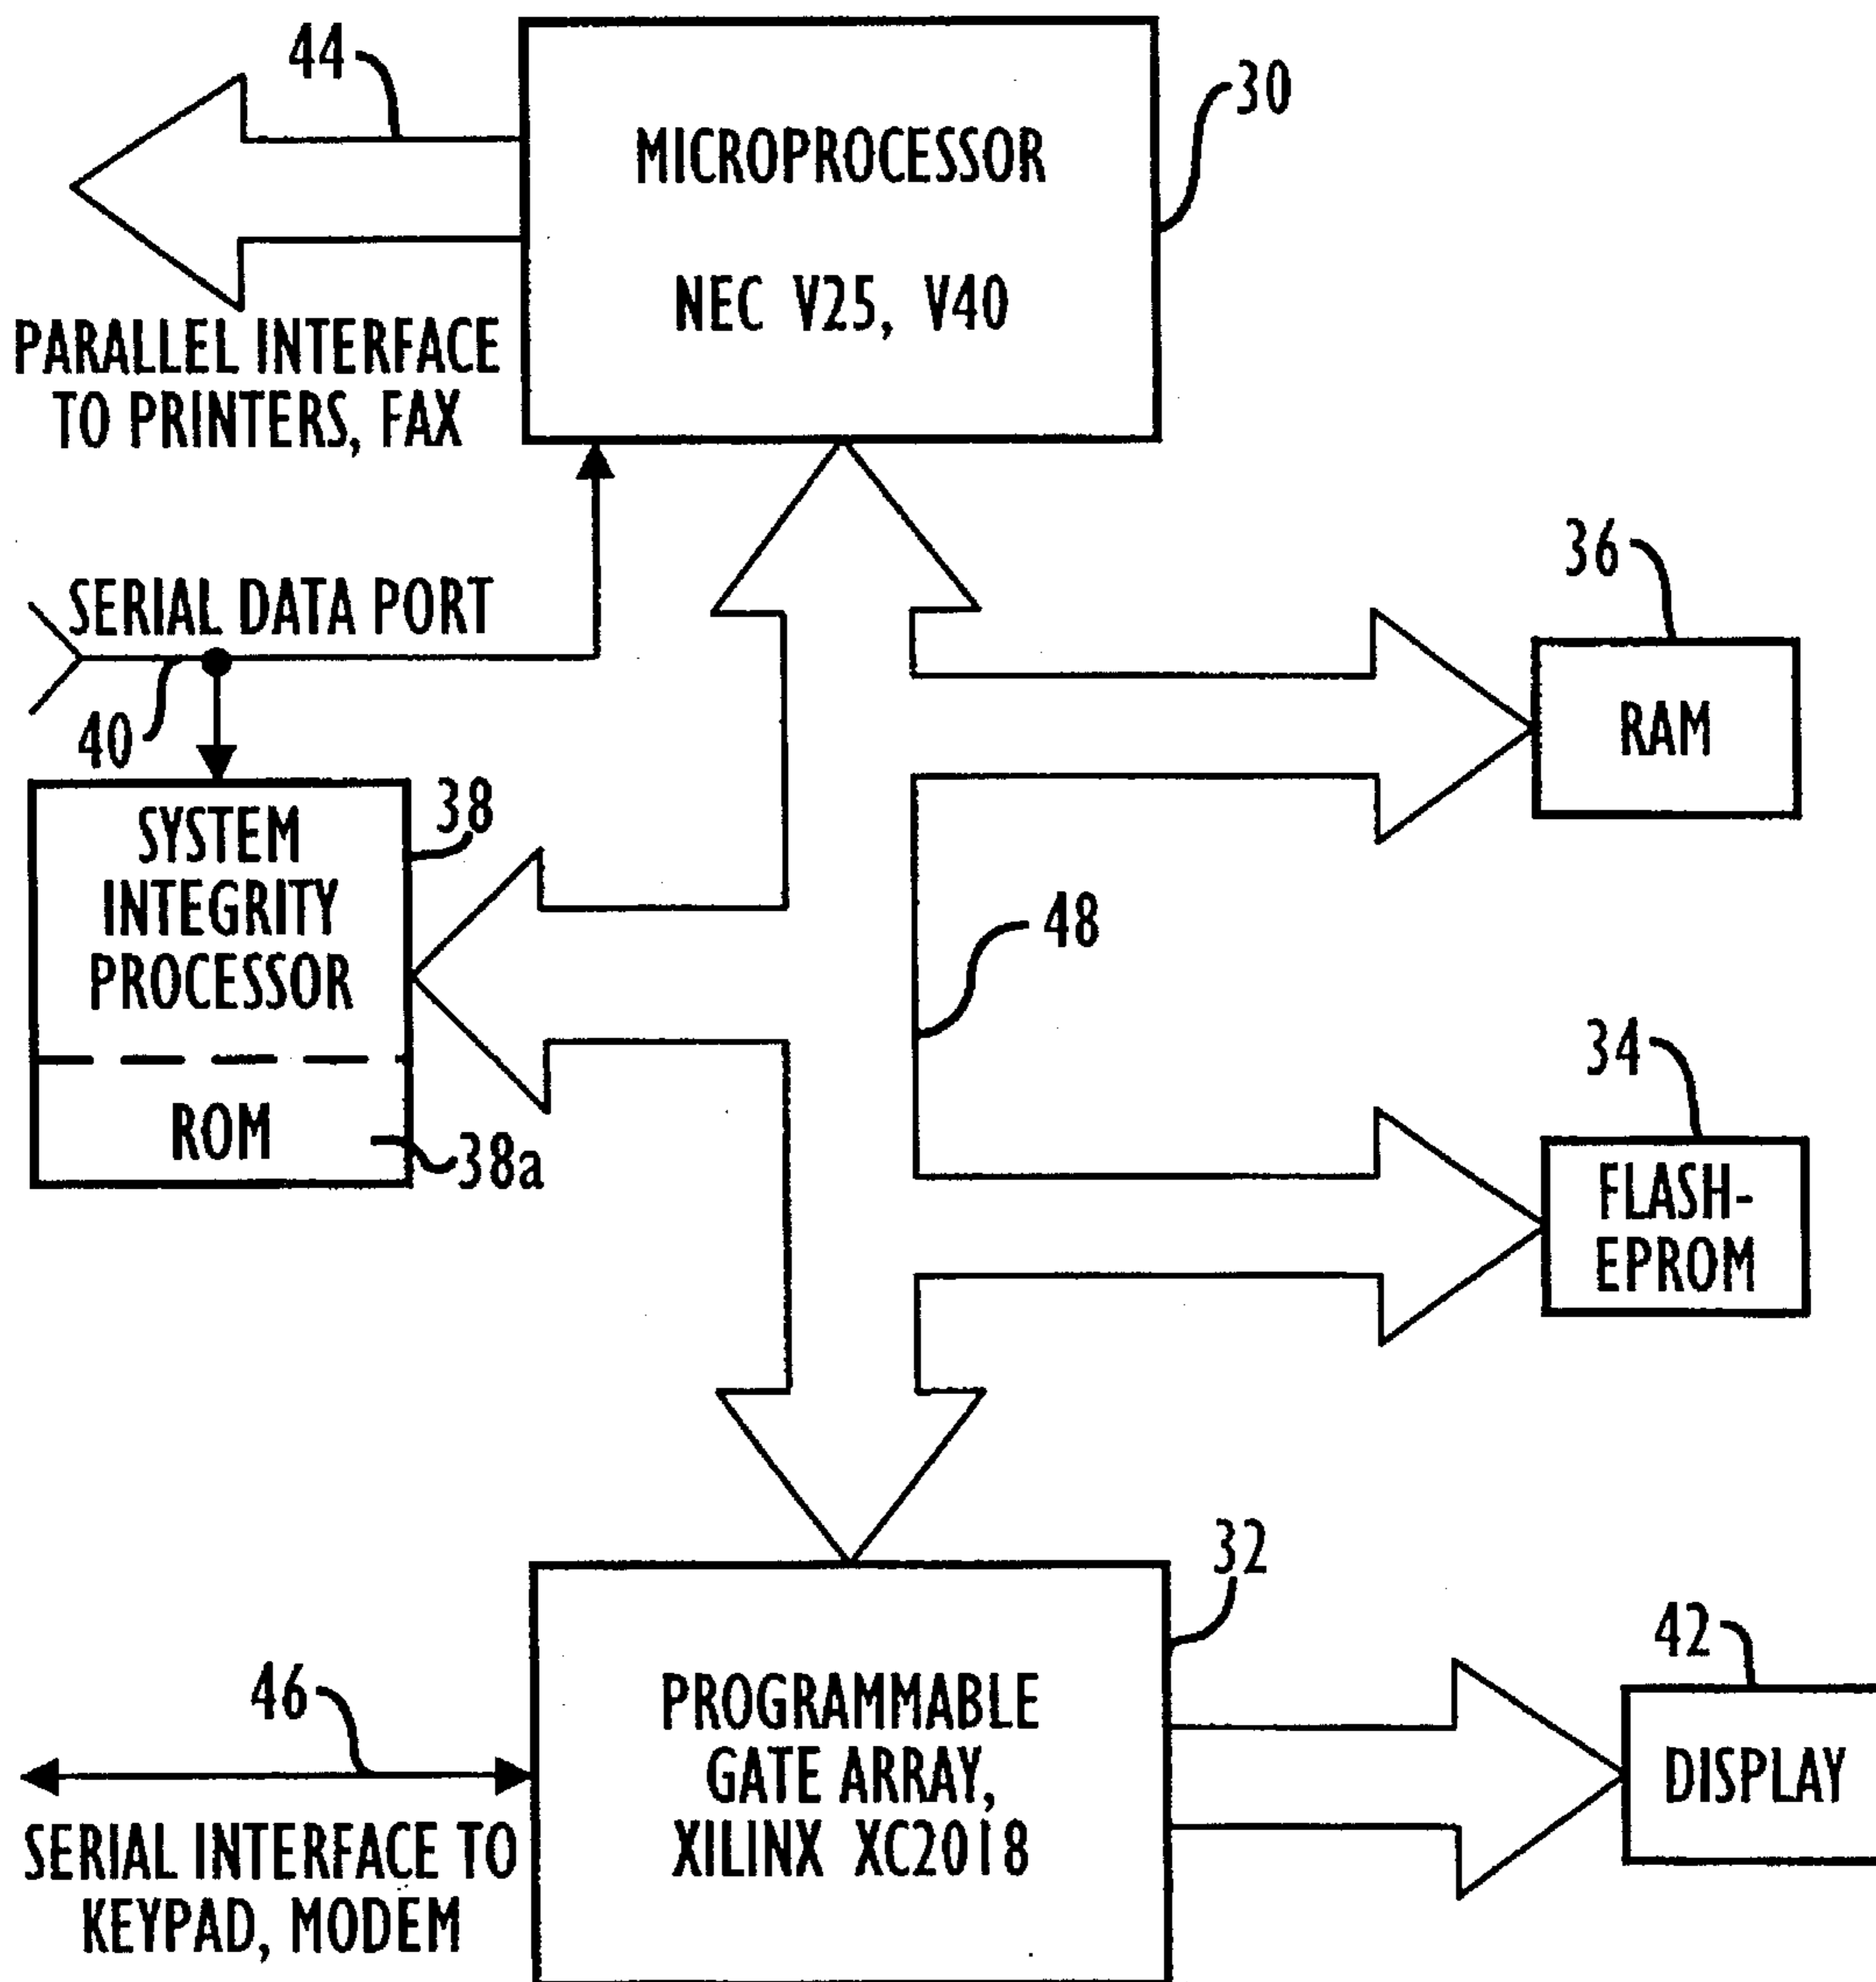 44
30
MICROPROCESSOR
NEC V25, V40
PARALLEL INTERFACE
TO PRINTERS, FAX
36
SERIAL DATA PORT
RAM
40
38
SYSTEM
INTEGRITY
PROCESSOR
48
34
ROM
38a
FLASH-
EPROM
32
42
46
PROGRAMMABLE
GATE ARRAY,
XILINX XC2018
DISPLAY
SERIAL INTERFACE TO
KEYPAD, MODEM